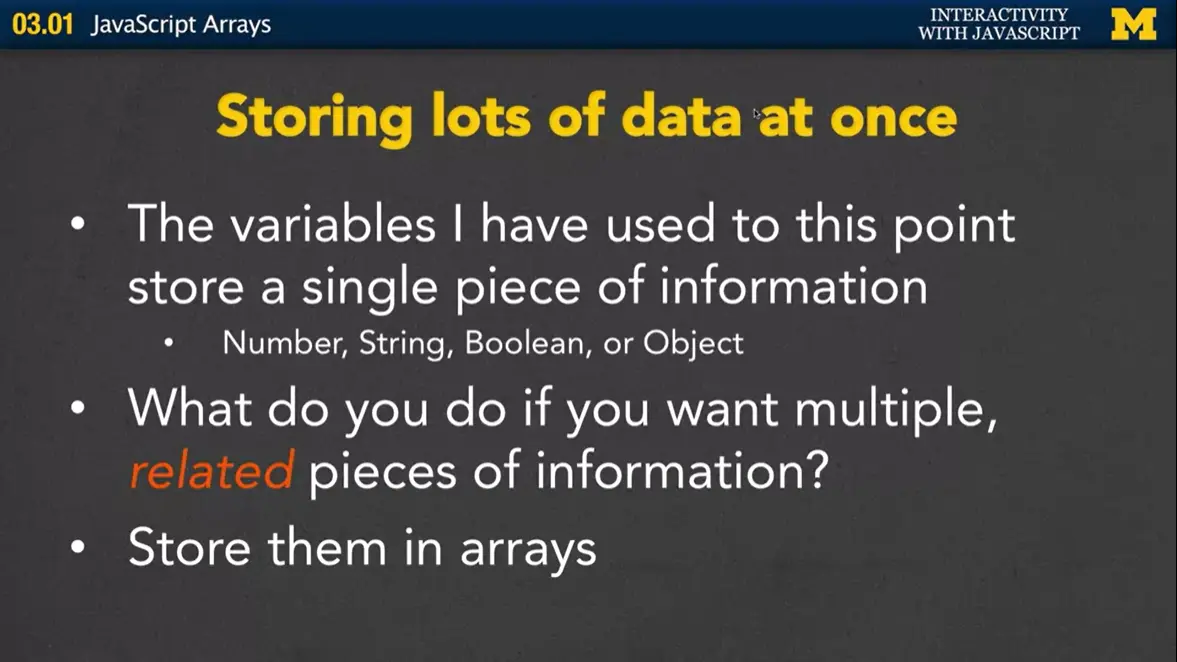 03.01 JavaScript Arrays
INTERACTIVITY
WITH JAVASCRIPT
M
Storing lots of data at once
• The variables I have used to this point
store a single piece of information
• Number, String, Boolean, or Object
• What do you do if you want multiple,
related pieces of information?
• Store them in arrays